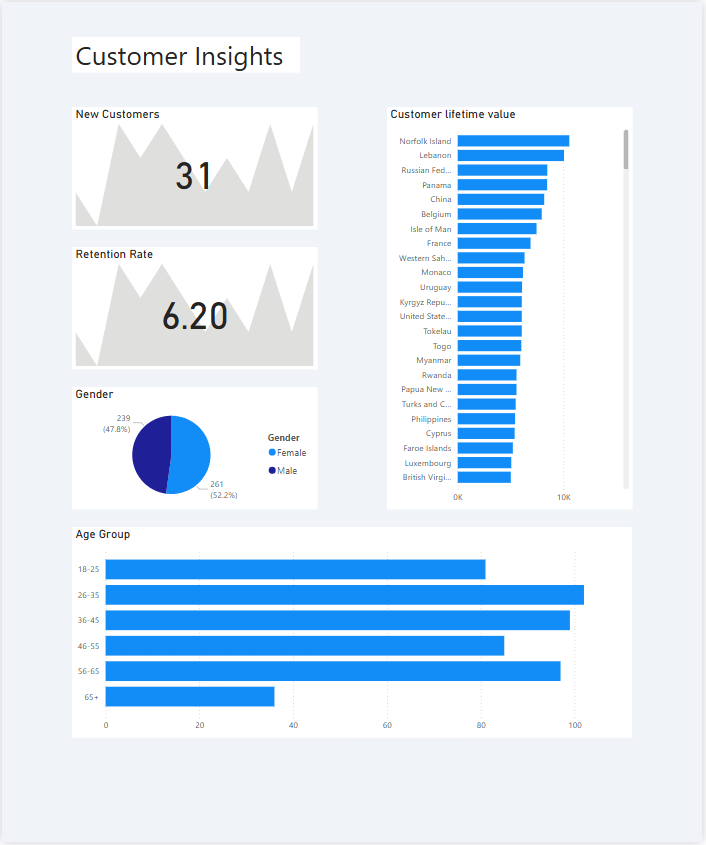 Customer Insights
New Customers
31
Retention Rate
6.20
Gender
239
(47.8%)
261
(52.2%)
Gender
Female
Male
Customer lifetime value
Norfolk Island
Lebanon
Russian Fed...
Panama
China
Belgium
Isle of Man
France
Western Sah...
Monaco
Uruguay
Kyrgyz Repu...
United State...
Tokelau
Togo
Myanmar
Rwanda
Papua New ...
Turks and C...
Philippines
Cyprus
Faroe Islands
Luxembourg
British Virgi...
0K 10K
Age Group
18-25
26-35
36-45
46-55
56-65
65+
0 20 40 60 80 100